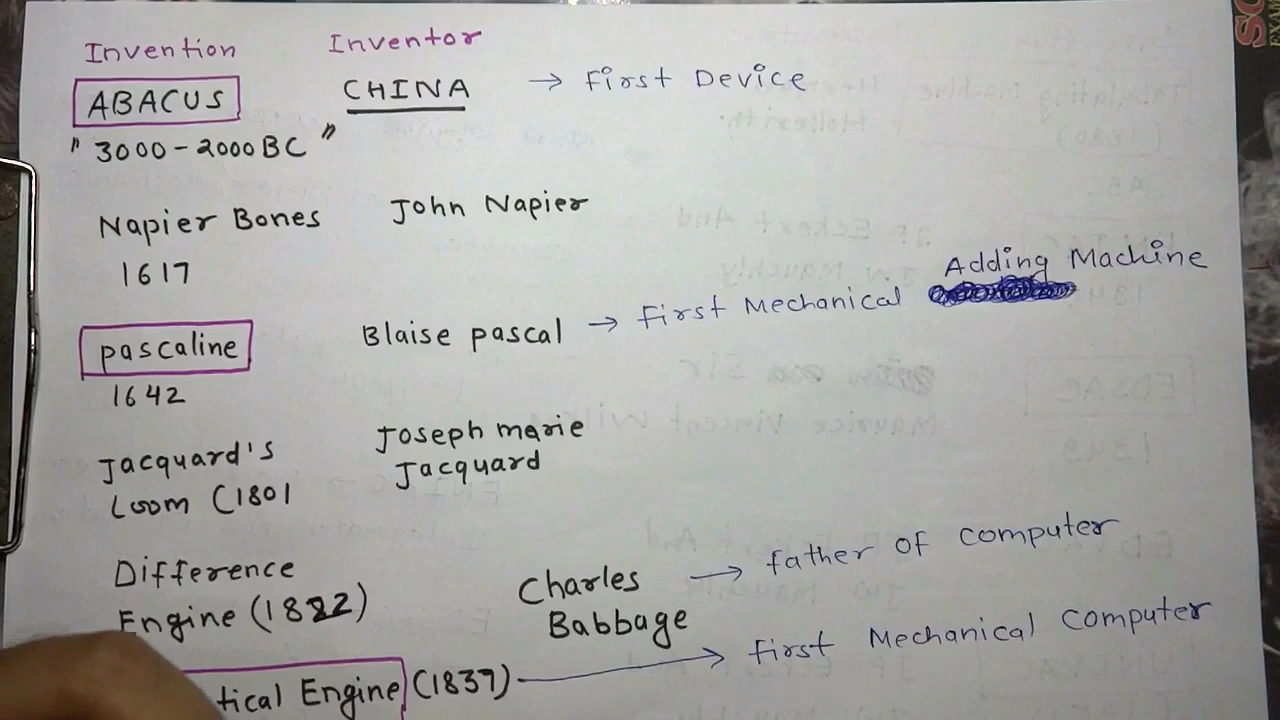 Invention Inventor
ABACUS CHINA → First Device
" 3000 - 2000 BC "
Napier Bones John Napier
1617
Adding Machine
pascaline Blaise pascal → First Mechanical
1642
Jacquard's Joseph marie
Loom (1801 Jacquard
Difference Charles → father of computer
Engine (1822) Babbage
tical Engine (1837) → First Mechanical Computer